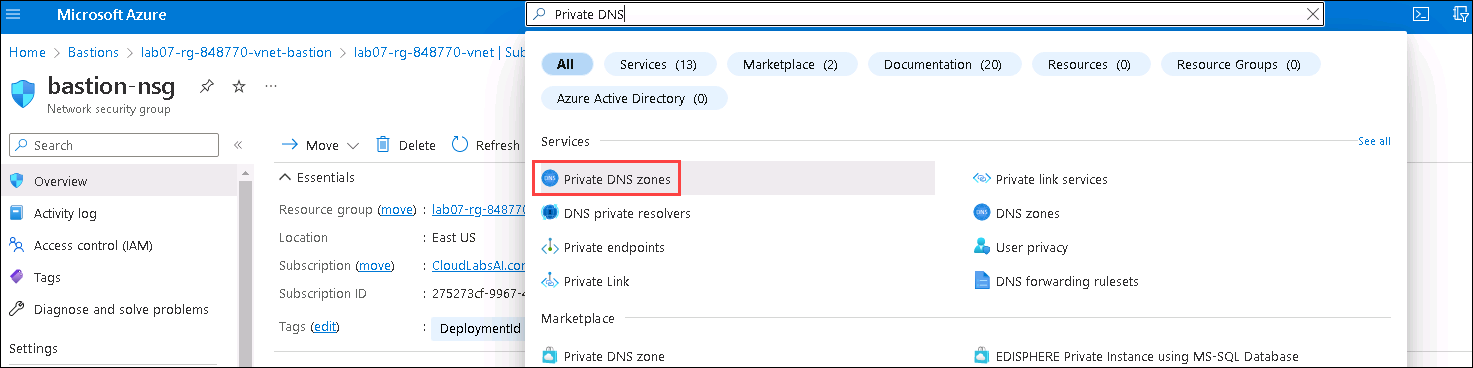 Microsoft Azure
Private DNS
Home > Bastions > lab07-rg-848770-vnet-bastion > lab07-rg-848770-vnet | Sub
bastion-nsg
Network security group
Search
Move Delete Refresh
Overview
Activity log
Access control (IAM)
Tags
Diagnose and solve problems
Settings
Essentials
Resource group (move) : lab07-rg-848770
Location : East US
Subscription (move) : CloudLabsAI.co
Subscription ID : 275273cf-9967-4
Tags (edit) : DeploymentId
All Services (13) Marketplace (2) Documentation (20) Resources (0) Resource Groups (0)
Azure Active Directory (0)
Services See all
Private DNS zones Private link services
DNS private resolvers DNS zones
Private endpoints User privacy
Private Link DNS forwarding rulesets
Marketplace
Private DNS zone EDISPHERE Private Instance using MS-SQL Database